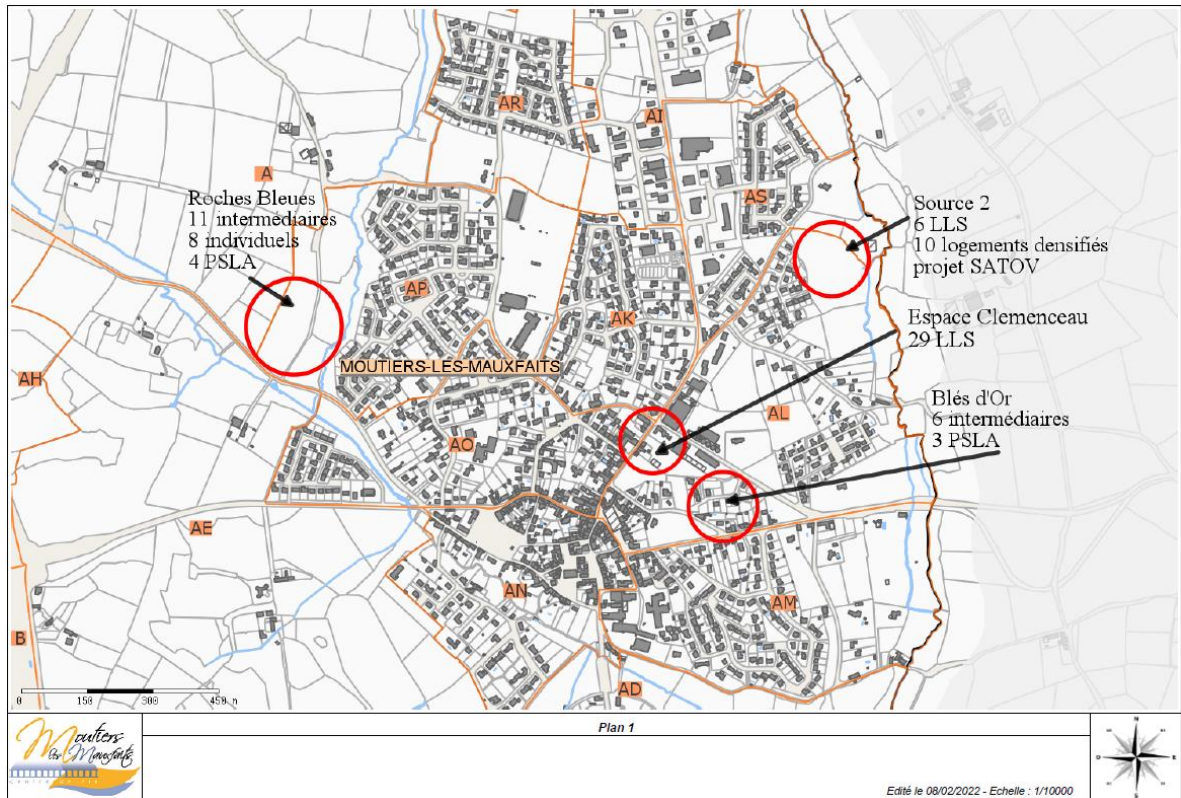 AR
AI
A
Roches Bleues
11 intermédiaires
8 individuels
4 PSLA
AS
Source 2
6 LLS
10 logements densifiés
projet SATOV
AP
AK
Espace Clemenceau
29 LLS
MOUTIERS-LES-MAUXFAITS
AH
Blés d'Or
6 intermédiaires
3 PSLA
AL
AO
AE
AN
AM
B
AD
0 150 300 450 m
Plan 1
Moutiers
les Mauxfaits
N
O
E
S
Edité le 08/02/2022 - Echelle : 1/10000